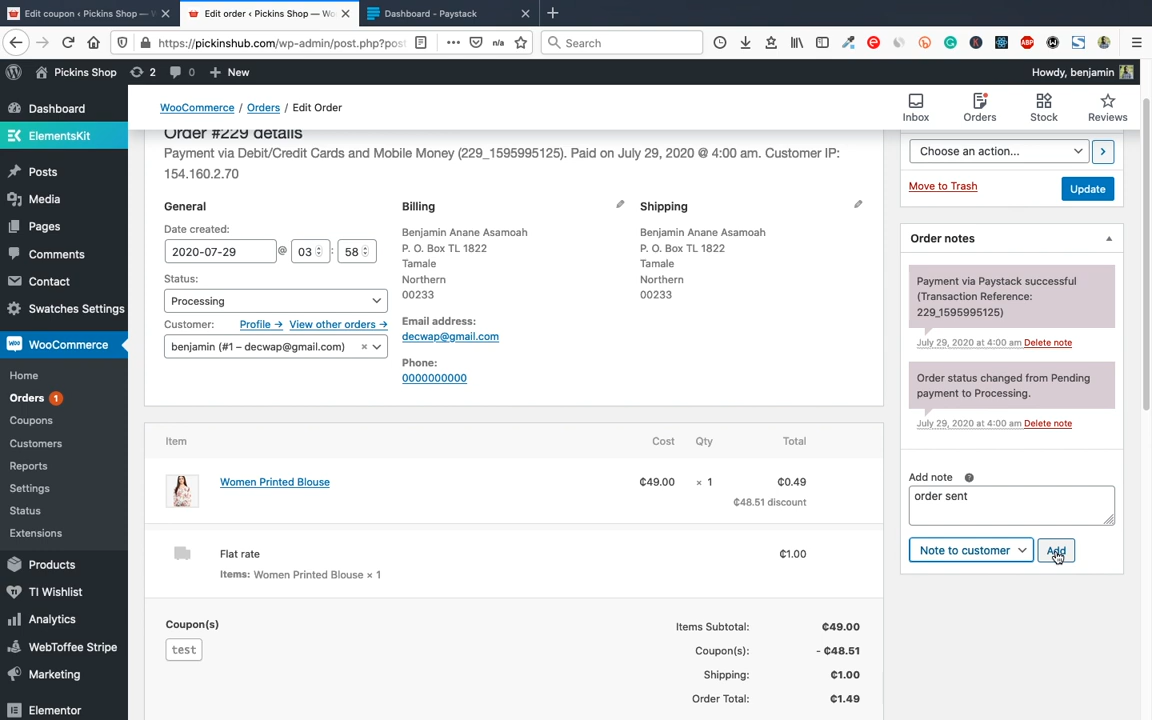 Edit coupon ‹ Pickins Shop — W
Edit order ‹ Pickins Shop — Wo
Dashboard - Paystack
https://pickinshub.com/wp-admin/post.php?post
n/a
Search
ABP
Pickins Shop
2
0
New
Howdy, benjamin
Dashboard
ElementsKit
Posts
Media
Pages
Comments
Contact
Swatches Settings
WooCommerce
Home
Orders 1
Coupons
Customers
Reports
Settings
Status
Extensions
Products
TI Wishlist
Analytics
WebToffee Stripe
Marketing
Elementor
WooCommerce / Orders / Edit Order
Inbox
Orders
Stock
Reviews
Order #229 details
Payment via Debit/Credit Cards and Mobile Money (229_1595995125). Paid on July 29, 2020 @ 4:00 am. Customer IP:
154.160.2.70
General
Date created:
2020-07-29 @ 03 : 58
Status:
Processing
Customer: Profile → View other orders →
benjamin (#1 – decwap@gmail.com) ×
Billing
Benjamin Anane Asamoah
P. O. Box TL 1822
Tamale
Northern
00233
Email address:
decwap@gmail.com
Phone:
0000000000
Shipping
Benjamin Anane Asamoah
P. O. Box TL 1822
Tamale
Northern
00233
Item Cost Qty Total
Women Printed Blouse ₵49.00 × 1 ₵0.49
₵48.51 discount
Flat rate ₵1.00
Items: Women Printed Blouse × 1
Coupon(s)
test
Items Subtotal: ₵49.00
Coupon(s): - ₵48.51
Shipping: ₵1.00
Order Total: ₵1.49
Choose an action...
Move to Trash
Update
Order notes
Payment via Paystack successful
(Transaction Reference:
229_1595995125)
July 29, 2020 at 4:00 am Delete note
Order status changed from Pending
payment to Processing.
July 29, 2020 at 4:00 am Delete note
Add note
order sent
Note to customer
Add